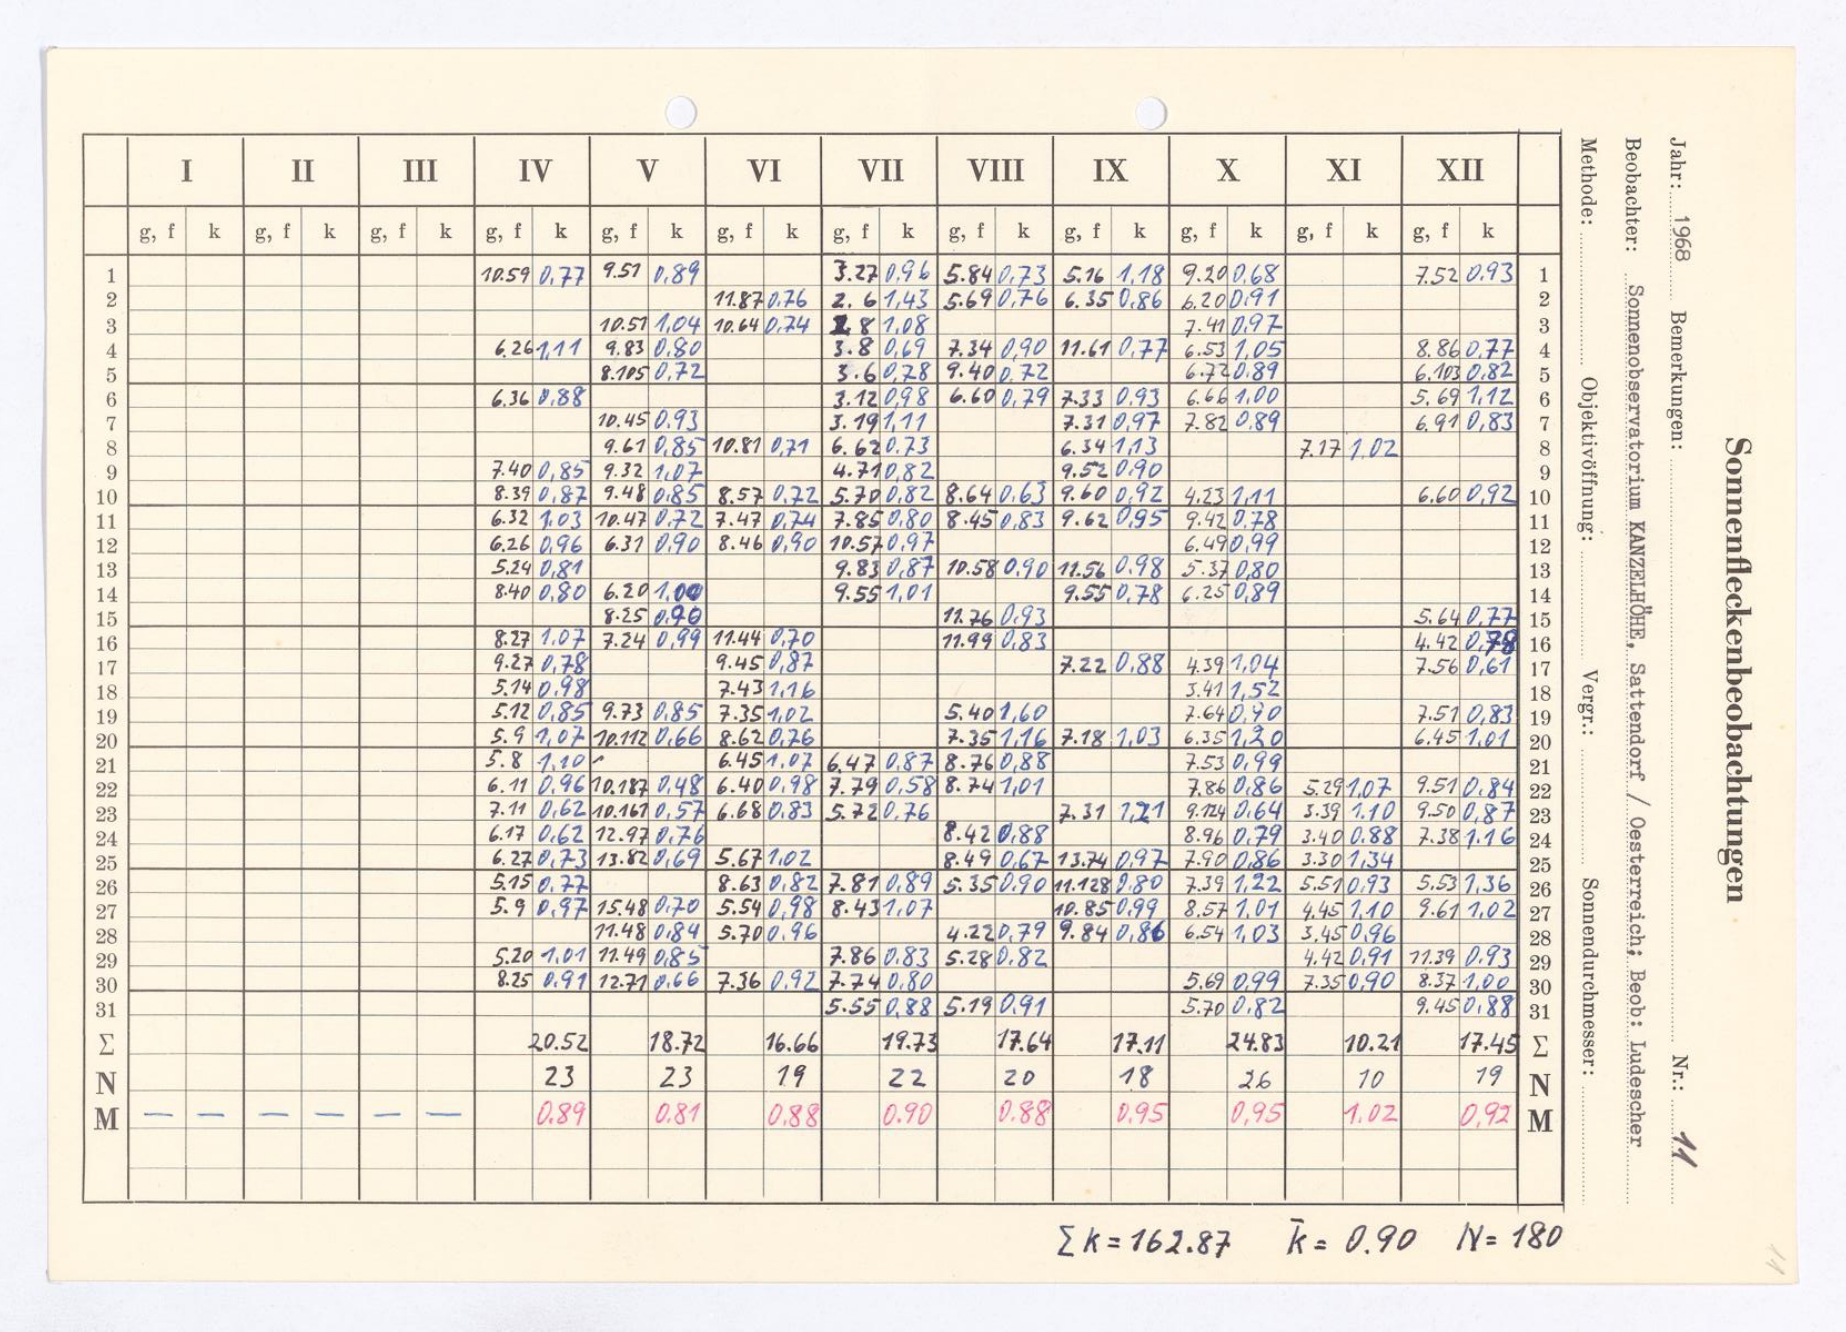 I II III IV V VI VII VIII IX X XI XII
g, f k g, f k g, f k g, f k g, f k g, f k g, f k g, f k g, f k g, f k g, f k g, f k
1 10.59 0,77 9.51 0,89 3.27 0,96 5.84 0,73 5.16 1,18 9.20 0,68 7.52 0.93 1
2 11.87 0,76 2.6 1,43 5.69 0,76 6.35 0,86 6.20 0,91 2
3 10.51 1,04 10.64 0,74 8 1,08 7.41 0,97 3
4 6.26 1,11 9.83 0,80 3.8 0,69 7.34 0,90 11.61 0,77 6.53 1,05 8.86 0,77 4
5 8.105 0,72 3.6 0,78 9.40 0,72 6.72 0,89 6.103 0,82 5
6 6.36 0,88 3.12 0,98 6.60 0,79 7.33 0,93 6.66 1,00 5.69 1,12 6
7 10.45 0,93 3.19 1,11 7.31 0,97 7.82 0,89 6.91 0,83 7
8 9.61 0,85 10.81 0,71 6.62 0,73 6.34 1,13 7.17 1,02 8
9 7.40 0,85 9.32 1,07 4.71 0,82 9.52 0,90 9
10 8.39 0,87 9.48 0,85 8.57 0,72 5.70 0,82 8.64 0,63 9.60 0,92 4.23 1,11 6.60 0,92 10
11 6.32 1,03 10.47 0,72 7.47 0,74 7.85 0,80 8.45 0,83 9.62 0,95 9.42 0,78 11
12 6.26 0,96 6.31 0,90 8.46 0,90 10.57 0,97 6.49 0,99 12
13 5.24 0,81 9.83 0,87 10.58 0,90 11.56 0,98 5.37 0,80 13
14 8.40 0,80 6.20 1,00 9.55 1,01 9.55 0,78 6.25 0,89 14
15 8.25 0,90 11.76 0,93 5.64 0,77 15
16 8.27 1,07 7.24 0,99 11.44 0,70 11.99 0,83 4.42 0,78 16
17 9.27 0,78 9.45 0,87 7.22 0,88 4.39 1,04 7.56 0,61 17
18 5.14 0,98 7.43 1,16 3.41 1,52 18
19 5.12 0,85 9.73 0,85 7.35 1,02 5.40 1,60 7.64 0,90 7.51 0,83 19
20 5.9 1,07 10.112 0,66 8.62 0,76 7.35 1,16 7.18 1,03 6.35 1,20 6.45 1,01 20
21 5.8 1,10 6.45 1,07 6.47 0,87 8.76 0,88 7.53 0,99 21
22 6.11 0,96 10.187 0,48 6.40 0,98 7.79 0,58 8.74 1,01 7.86 0,86 5.29 1,07 9.51 0,84 22
23 7.11 0,62 10.161 0,57 6.68 0,83 5.72 0,76 7.31 1,21 9.124 0,64 3.39 1,10 9.50 0,87 23
24 6.17 0,62 12.97 0,76 8.42 0,88 8.96 0,79 3.40 0,88 7.38 1,16 24
25 6.27 0,73 13.82 0,69 5.67 1,02 8.49 0,67 13.74 0,97 7.90 0,86 3.30 1,34 25
26 5.15 0,77 8.63 0,82 7.81 0,89 5.35 0,90 11.128 0,80 7.39 1,22 5.51 0,93 5.53 1,36 26
27 5.9 0,97 15.48 0,70 5.54 0,98 8.43 1,07 10.85 0,99 8.57 1,01 4.45 1,10 9.61 1,02 27
28 11.48 0,84 5.70 0,96 4.22 0,79 9.84 0,86 6.54 1,03 3.45 0,96 28
29 5.20 1,01 11.49 0,85 7.86 0,83 5.28 0,82 4.42 0,91 11.39 0,93 29
30 8.25 0,91 12.71 0,66 7.36 0,92 7.74 0,80 5.69 0,99 7.35 0,90 8.37 1,00 30
31 5.55 0,88 5.19 0,91 5.70 0,82 9.45 0,88 31
Σ 20.52 18.72 16.66 19.73 17.64 17.11 24.83 10.21 17.45 Σ
N 23 23 19 22 20 18 26 10 19 N
M — — — — — — 0.89 0.81 0.88 0.90 0.88 0.95 0,95 1.02 0,92 M
Σk = 162.87 k̄ = 0.90 N = 180
Sonnenfleckenbeobachtungen
Jahr: 1968 Bemerkungen: Nr.: 11
Beobachter: Sonnenobservatorium KANZELHÖHE, Sattendorf / Oesterreich; Beob: Ludescher
Methode: Objektivöffnung: Vergr.: Sonnendurchmesser:
11